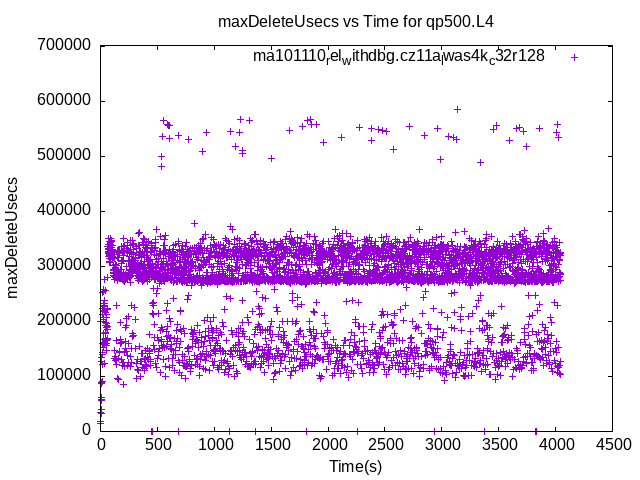 maxDeleteUsecs vs Time for qp500.L4
700000
ma101110relwithdbg.cz11aiwas4kc32r128
600000
500000
400000
300000
200000
100000
0
maxDeleteUsecs
0 500 1000 1500 2000 2500 3000 3500 4000 4500
Time(s)